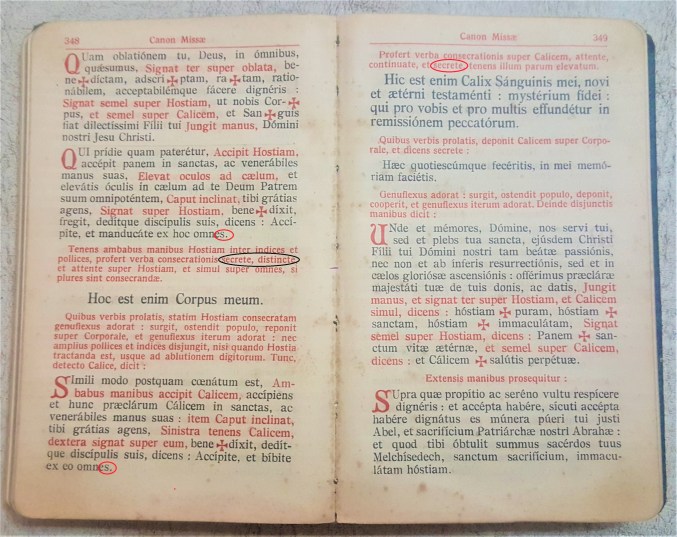 348
Canon Missæ
QUam oblatiónem tu, Deus, in ómnibus,
quǽsumus, Signat ter super oblata, be-
ne✠dictam, adscrí✠ptam, ra✠tam, ratio-
nábilem, acceptabilémque fácere dignéris :
Signat semel super Hostiam, ut nobis Cor-✠
pus, et semel super Calicem, et San✠guis
fiat dilectíssimi Fílii tui Jungit manus, Dómini
nostri Jesu Christi.
QUI prídie quam paterétur, Accipit Hostiam,
accépit panem in sanctas, ac venerábiles
manus suas, Elevat oculos ad cælum, et
elevátis óculis in cælum ad te Deum Patrem
suum omnipoténtem, Caput inclinat, tibi grátias
agens, Signat super Hostiam, bene✠díxit,
fregit, deditque discípulis suis, dicens : Accí-
pite, et manducáte ex hoc omnes.
Tenens ambabus manibus Hostiam inter indices et
pollices, profert verba consecrationis secrete, distincte
et attente super Hostiam, et simul super omnes, si
plures sint consecrandæ.
Hoc est enim Corpus meum.
Quibus verbis prolatis, statim Hostiam consecratam
genuflexus adorat : surgit, ostendit populo, reponit
super Corporale, et genuflexus iterum adorat : nec
amplius pollices et indices disjungit, nisi quando Hostia
tractanda est, usque ad ablutionem digitorum. Tunc,
detecto Calice, dicit :
SImili modo postquam cœnátum est, Am-
babus manibus accipit Calicem, accípiens
et hunc præclárum Cálicem in sanctas, ac
venerábiles manus suas : item Caput inclinat,
tibi grátias agens, Sinistra tenens Calicem,
dextera signat super eum, bene✠díxit, dedít-
que discípulis suis, dicens : Accípite, et bíbite
ex eo omnes.
Canon Missæ
349
Profert verba consecrationis super Calicem, attente,
continuate, et secrete, tenens illum parum elevatum.
Hic est enim Calix Sánguinis mei, novi
et ætérni testaménti : mystérium fídei :
qui pro vobis et pro multis effundétur in
remissiónem peccatórum.
Quibus verbis prolatis, deponit Calicem super Corpo-
rale, et dicens secrete :
Hæc quotiescúmque fecéritis, in mei memó-
riam faciétis.
Genuflexus adorat : surgit, ostendit populo, deponit,
cooperit, et genuflexus iterum adorat. Deinde disjunctis
manibus dicit :
UNde et mémores, Dómine, nos servi tui,
sed et plebs tua sancta, ejúsdem Christi
Fílii tui Dómini nostri tam beátæ passiónis,
nec non et ab ínferis resurrectiónis, sed et in
cælos gloriósæ ascensiónis : offérimus præcláræ
majestáti tuæ de tuis donis, ac datis, Jungit
manus, et signat ter super Hostiam, et Calicem
simul, dicens : hóstiam ✠ puram, hóstiam ✠
sanctam, hóstiam ✠ immaculátam, Signat
semel super Hostiam, dicens : Panem ✠ san-
ctum vitæ ætérnæ, et semel super Calicem,
dicens : et Cálicem ✠ salútis perpétuæ.
Extensis manibus prosequitur :
SUpra quæ propítio ac seréno vultu respícere
dignéris : et accépta habére, sícuti accépta
habére dignátus es múnera púeri tui justi
Abel, et sacrifícium Patriárchæ nostri Abrahæ :
et quod tibi óbtulit summus sacérdos tuus
Melchísedech, sanctum sacrifícium, immacu-
látam hóstiam.